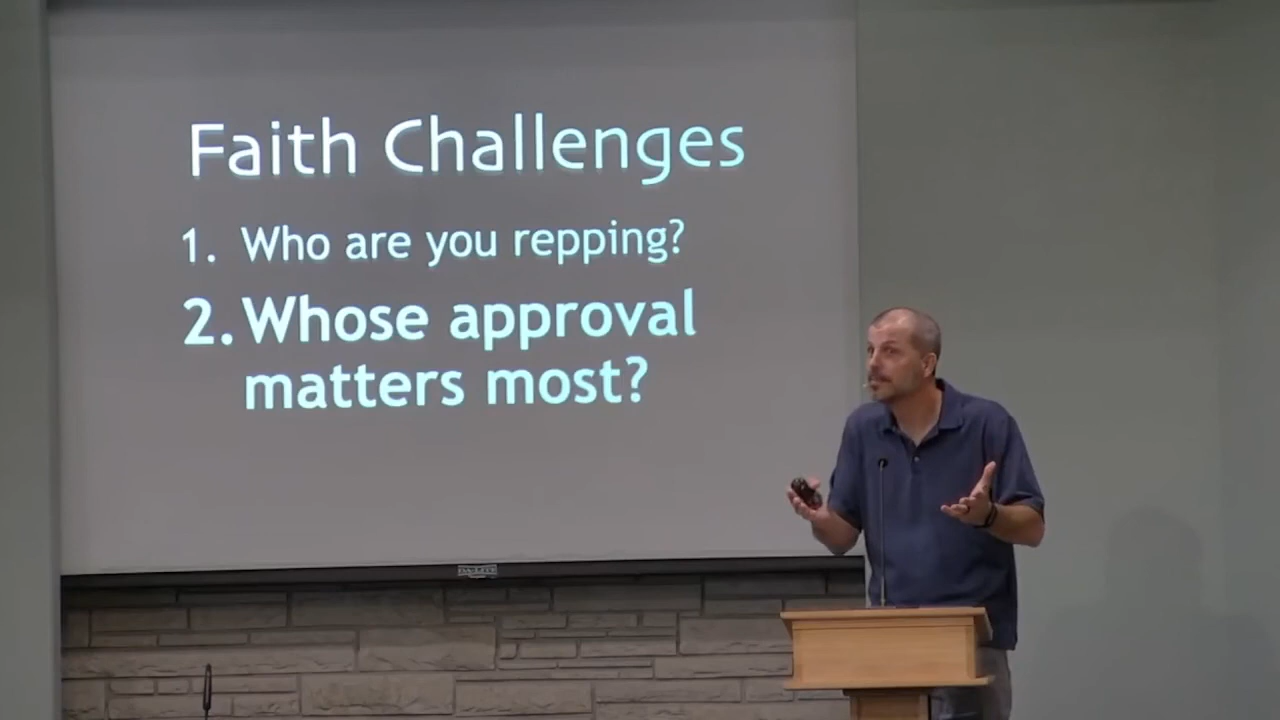 Faith Challenges
1. Who are you repping?
2. Whose approval
matters most?